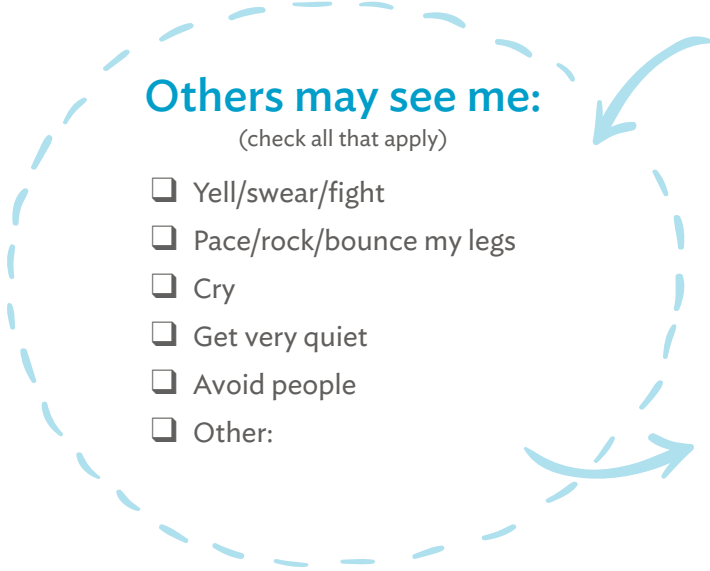 Others may see me:
(check all that apply)
❑ Yell/swear/fight
❑ Pace/rock/bounce my legs
❑ Cry
❑ Get very quiet
❑ Avoid people
❑ Other: